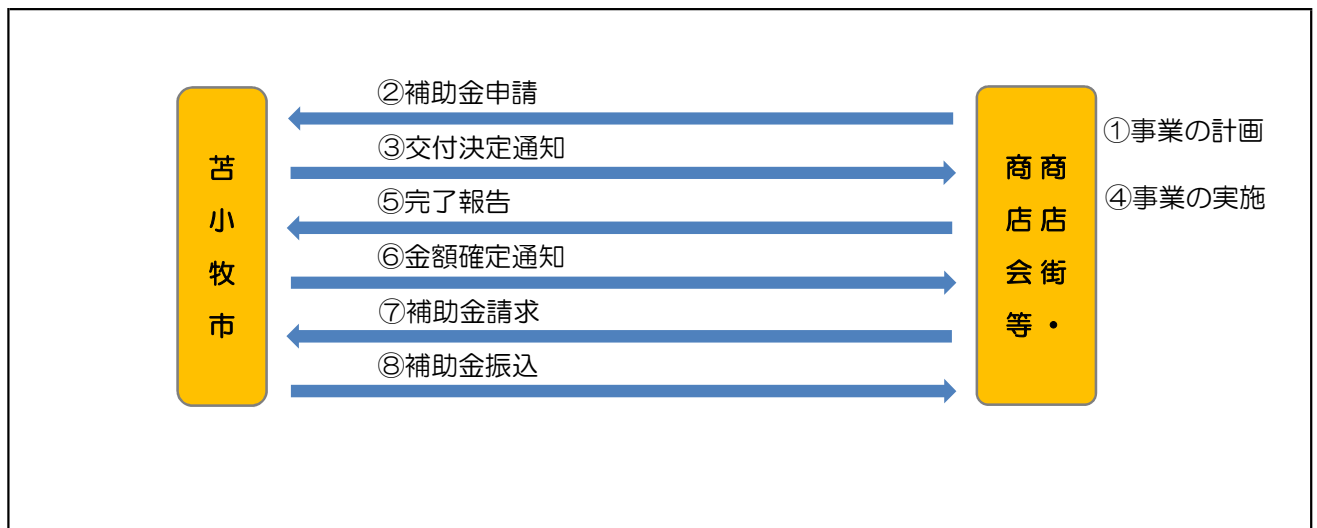 ②補助金申請
③交付決定通知
⑤完了報告
⑥金額確定通知
⑦補助金請求
⑧補助金振込
苫小牧市
商店街・
商店会等
①事業の計画
④事業の実施